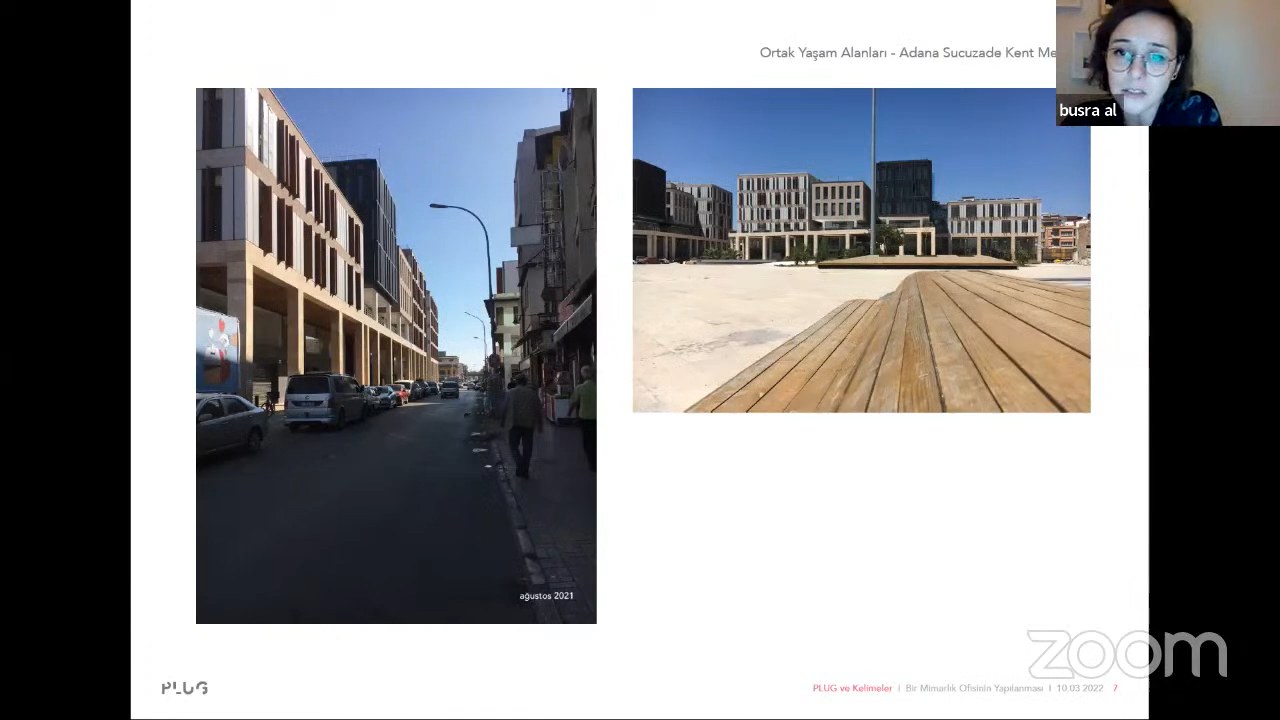 Ortak Yaşam Alanları - Adana Sucuzade Kent Me
busra al
ağustos 2021
zoom
PLUG
PLUG ve Kelimeler | Bir Mimarlık Ofisinin Yapılanması | 10.03 2022 7